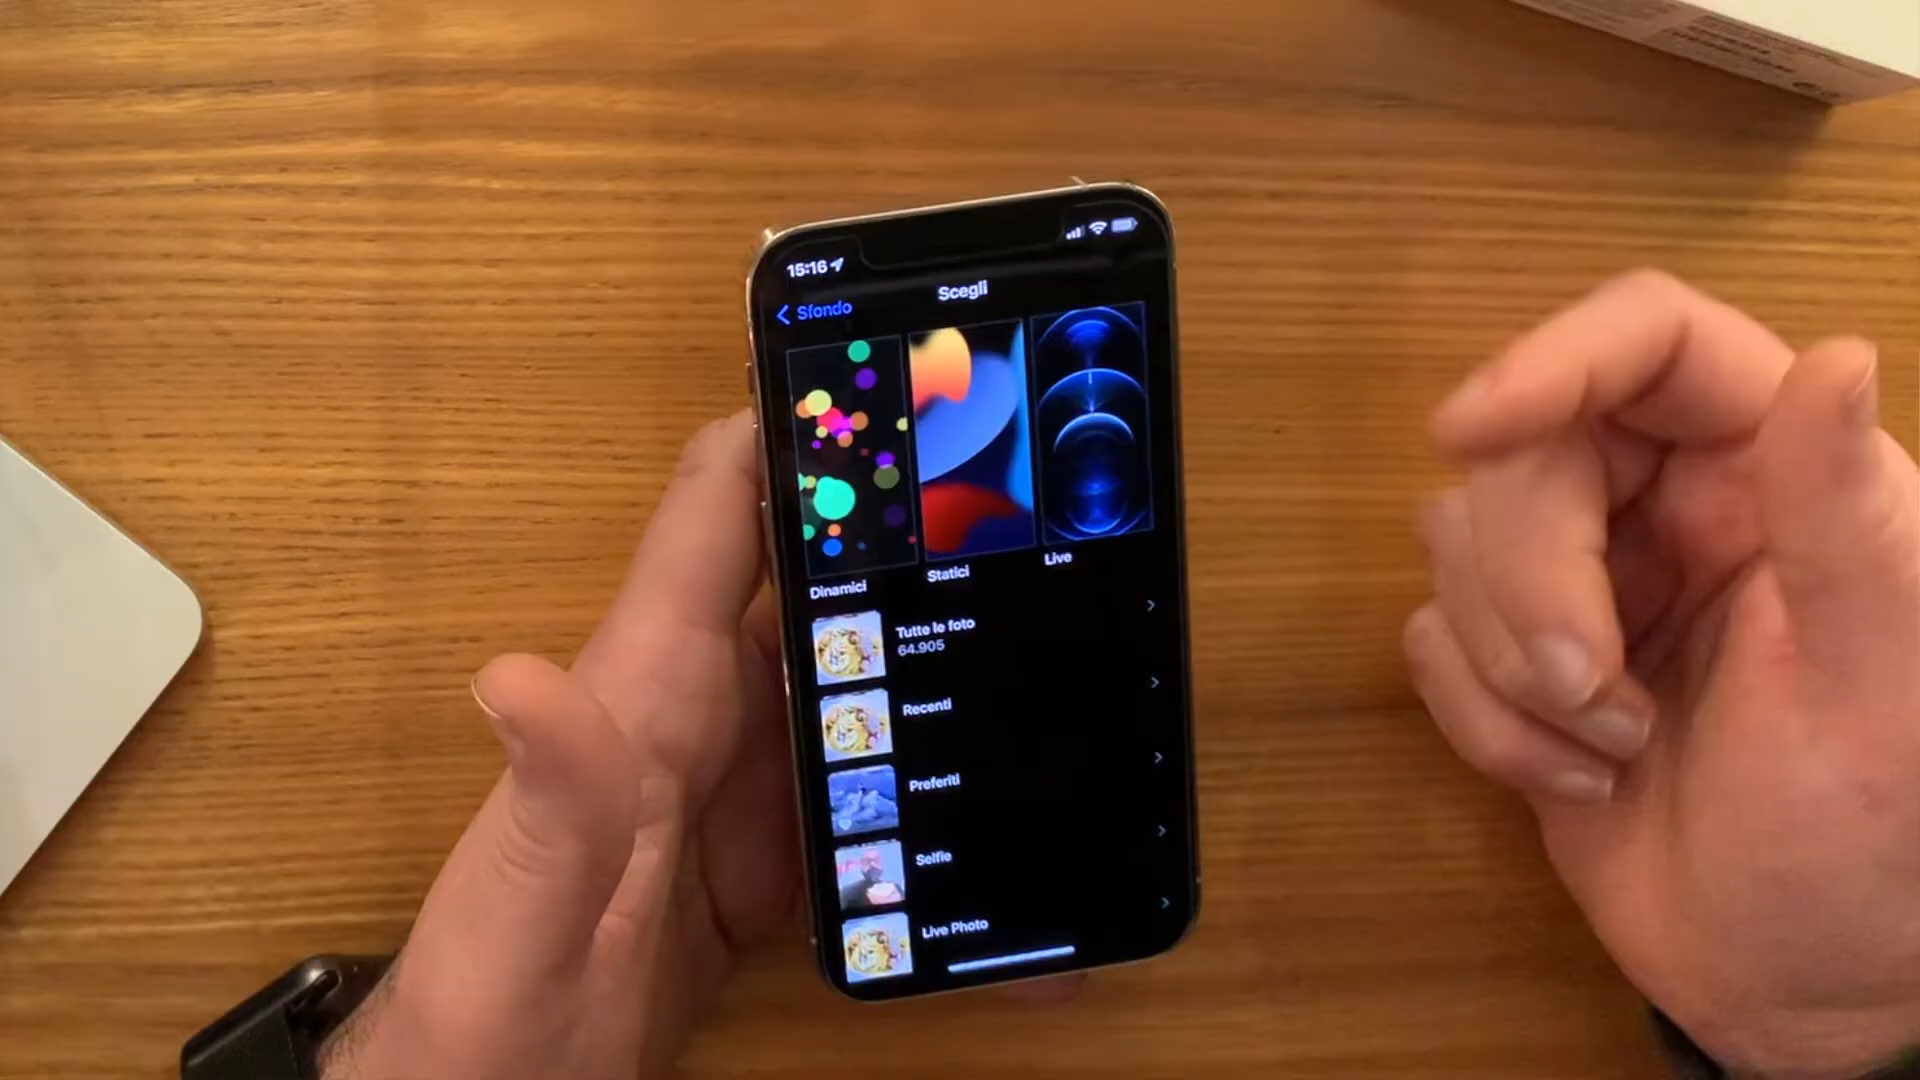 15:16
Scegli
Sfondo
Dinamici
Statici
Live
Tutte le foto
64.905
Recenti
Preferiti
Selfie
Live Photo